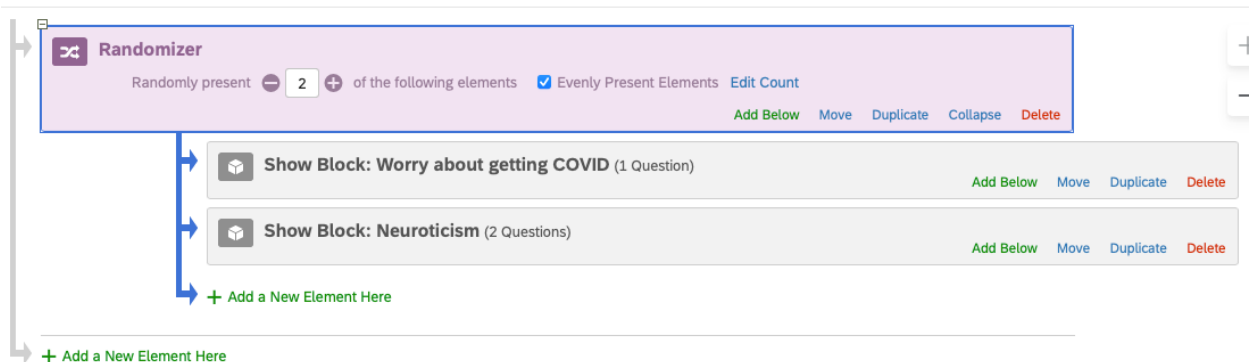 Randomizer
Randomly present 2 of the following elements Evenly Present Elements Edit Count
Add Below Move Duplicate Collapse Delete
Show Block: Worry about getting COVID (1 Question)
Add Below Move Duplicate Delete
Show Block: Neuroticism (2 Questions)
Add Below Move Duplicate Delete
+ Add a New Element Here
+ Add a New Element Here